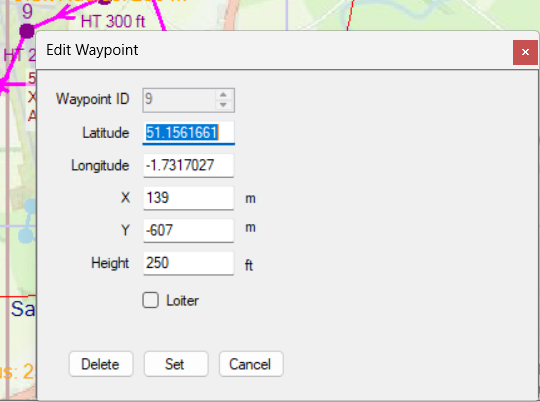 9
HT 300 ft
Edit Waypoint
HT 2
5
X
A
Waypoint ID 9
Latitude 51.1561661
Longitude -1.7317027
X 139 m
Y -607 m
Height 250 ft
Loiter
Sa
Delete Set Cancel
s: 2